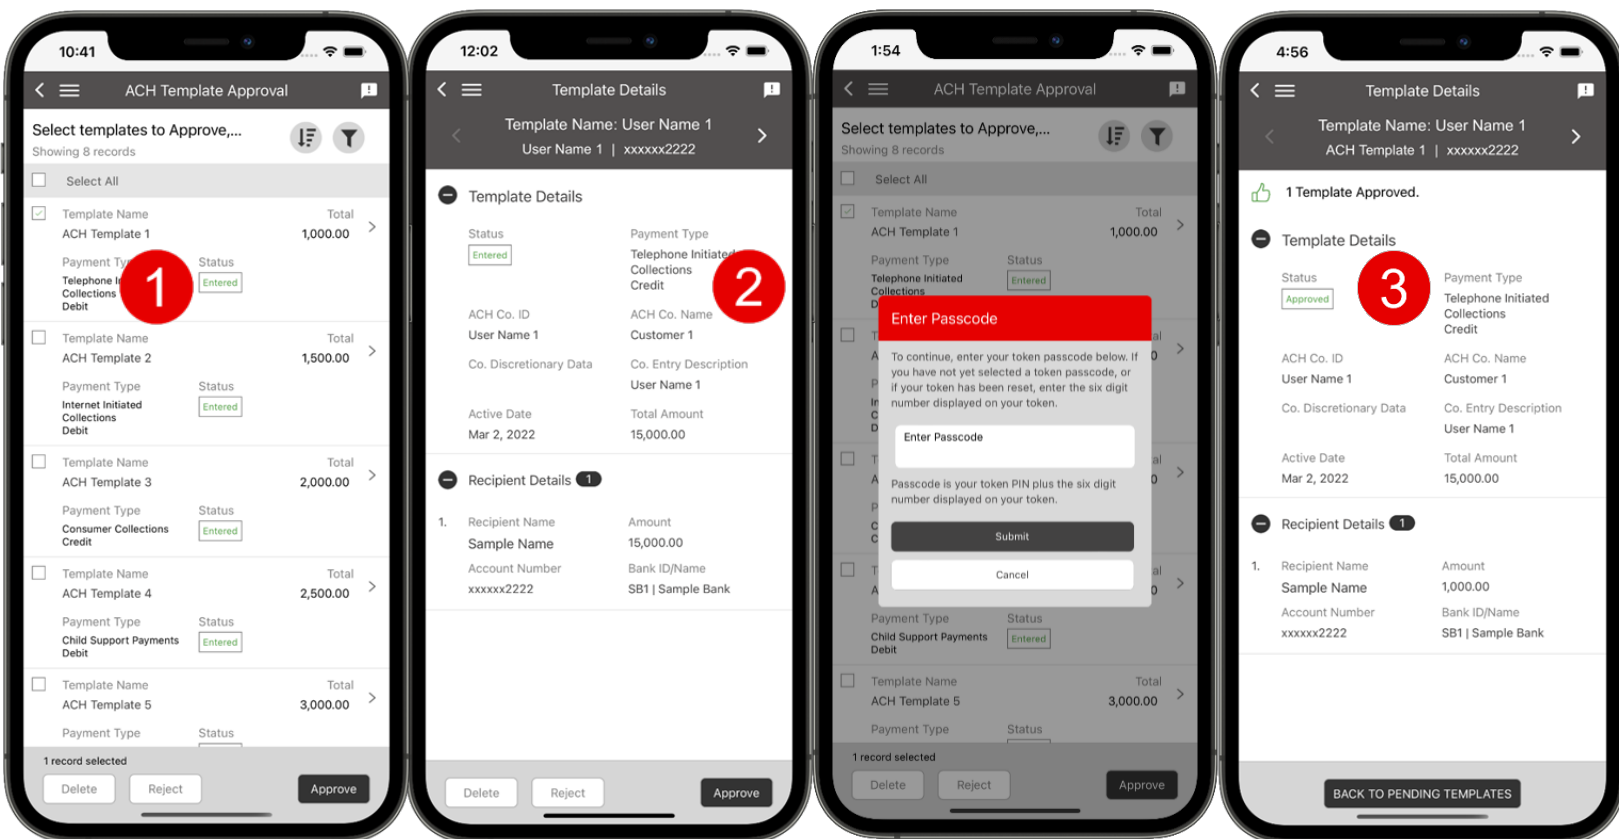 10:41
ACH Template Approval
Select templates to Approve,...
Showing 8 records
Select All
Template Name Total
ACH Template 1 1,000.00
Payment Ty Status
Telephone In Entered
Collections
Debit
1
Template Name Total
ACH Template 2 1,500.00
Payment Type Status
Internet Initiated Entered
Collections
Debit
Template Name Total
ACH Template 3 2,000.00
Payment Type Status
Consumer Collections Entered
Credit
Template Name Total
ACH Template 4 2,500.00
Payment Type Status
Child Support Payments Entered
Debit
Template Name Total
ACH Template 5 3,000.00
Payment Type Status
1 record selected
Delete Reject Approve
12:02
Template Details
Template Name: User Name 1
User Name 1 | xxxxxx2222
Template Details
Status Payment Type
Entered Telephone Initiated
Collections
Credit
2
ACH Co. ID ACH Co. Name
User Name 1 Customer 1
Co. Discretionary Data Co. Entry Description
User Name 1
Active Date Total Amount
Mar 2, 2022 15,000.00
Recipient Details 1
1. Recipient Name Amount
Sample Name 15,000.00
Account Number Bank ID/Name
xxxxxx2222 SB1 | Sample Bank
Delete Reject Approve
1:54
ACH Template Approval
Select templates to Approve,...
Showing 8 records
Select All
Template Name Total
ACH Template 1 1,000.00
Payment Type Status
Telephone Initiated Entered
Collections
Enter Passcode
To continue, enter your token passcode below. If
you have not yet selected a token passcode, or
if your token has been reset, enter the six digit
number displayed on your token.
Enter Passcode
Passcode is your token PIN plus the six digit
number displayed on your token.
Submit
Cancel
Payment Type Status
Child Support Payments Entered
Debit
Template Name Total
ACH Template 5 3,000.00
Payment Type Status
1 record selected
Delete Reject Approve
4:56
Template Details
Template Name: User Name 1
ACH Template 1 | xxxxxx2222
1 Template Approved.
Template Details
Status Payment Type
Approved Telephone Initiated
Collections
Credit
3
ACH Co. ID ACH Co. Name
User Name 1 Customer 1
Co. Discretionary Data Co. Entry Description
User Name 1
Active Date Total Amount
Mar 2, 2022 15,000.00
Recipient Details 1
1. Recipient Name Amount
Sample Name 1,000.00
Account Number Bank ID/Name
xxxxxx2222 SB1 | Sample Bank
BACK TO PENDING TEMPLATES